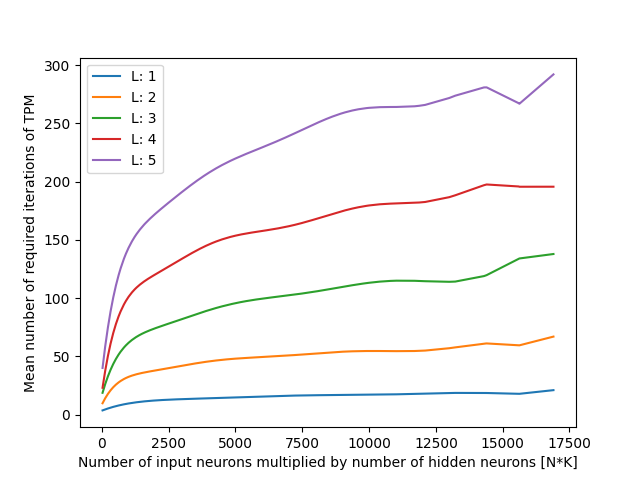 300
250
200
150
100
50
0
Mean number of required iterations of TPM
L: 1
L: 2
L: 3
L: 4
L: 5
0 2500 5000 7500 10000 12500 15000 17500
Number of input neurons multiplied by number of hidden neurons [N*K]